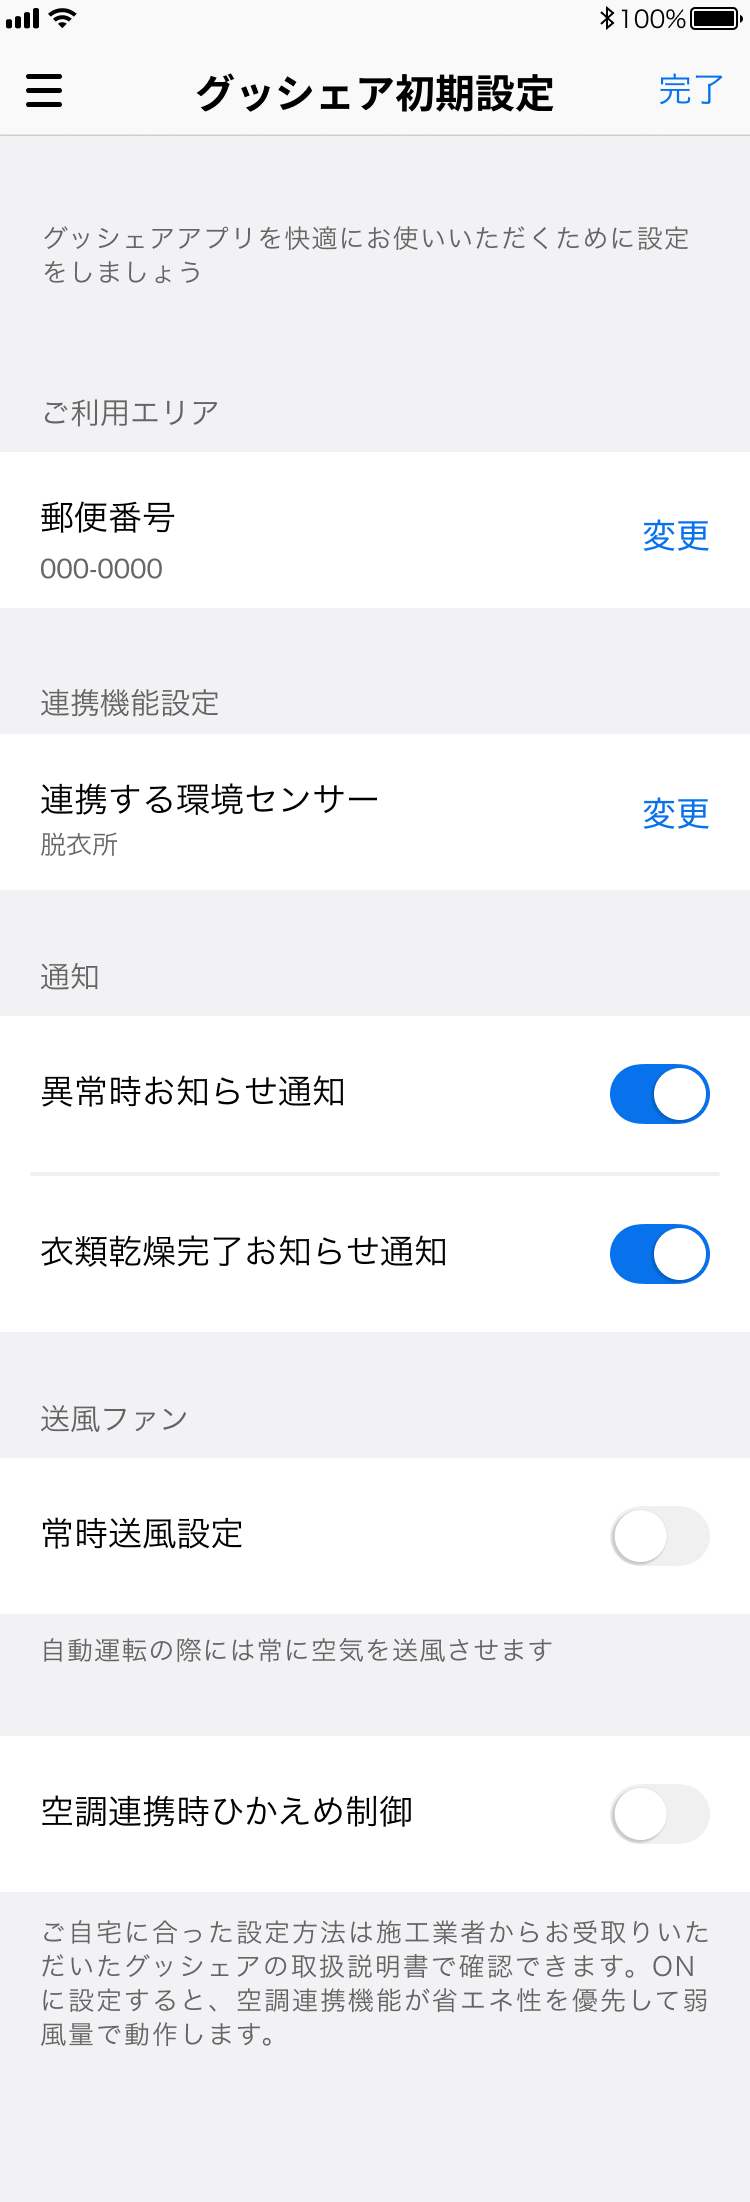 100%
グッシェア初期設定
完了
グッシェアアプリを快適にお使いいただくために設定
をしましょう
ご利用エリア
郵便番号
000-0000
変更
連携機能設定
連携する環境センサー
脱衣所
変更
通知
異常時お知らせ通知
衣類乾燥完了お知らせ通知
送風ファン
常時送風設定
自動運転の際には常に空気を送風させます
空調連携時ひかえめ制御
ご自宅に合った設定方法は施工業者からお受取りいた
だいたグッシェアの取扱説明書で確認できます。ON
に設定すると、空調連携機能が省エネ性を優先して弱
風量で動作します。